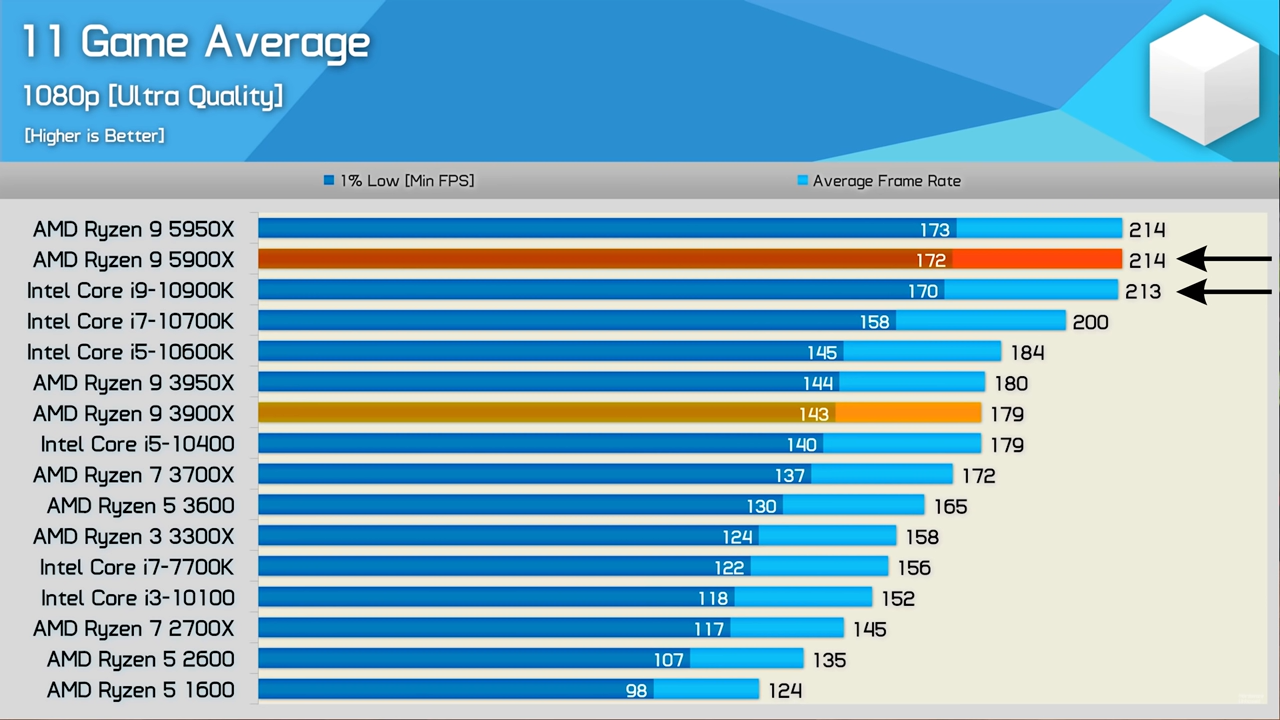 11 Game Average
1080p [Ultra Quality]
[Higher is Better]
1% Low [Min FPS] Average Frame Rate
AMD Ryzen 9 5950X 173 214
AMD Ryzen 9 5900X 172 214
Intel Core i9-10900K 170 213
Intel Core i7-10700K 158 200
Intel Core i5-10600K 145 184
AMD Ryzen 9 3950X 144 180
AMD Ryzen 9 3900X 143 179
Intel Core i5-10400 140 179
AMD Ryzen 7 3700X 137 172
AMD Ryzen 5 3600 130 165
AMD Ryzen 3 3300X 124 158
Intel Core i7-7700K 122 156
Intel Core i3-10100 118 152
AMD Ryzen 7 2700X 117 145
AMD Ryzen 5 2600 107 135
AMD Ryzen 5 1600 98 124